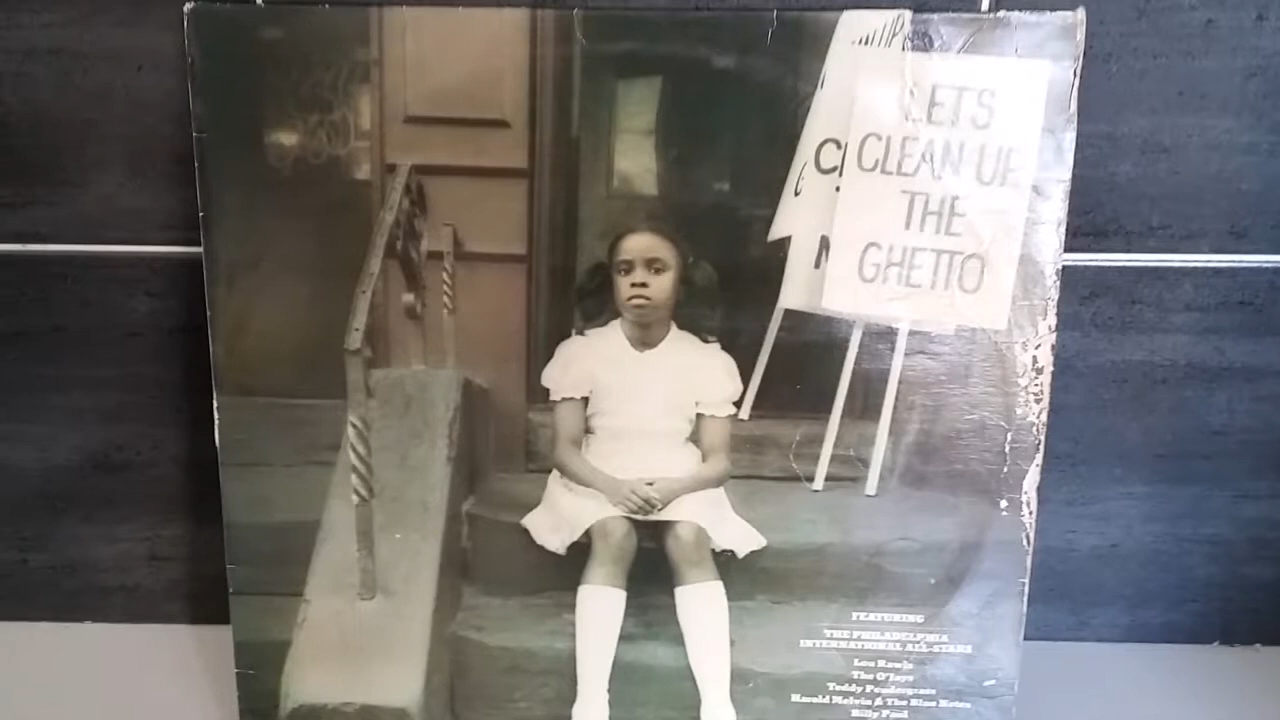 LETS
CLEAN UP
THE
GHETTO
FEATURING
THE PHILADELPHIA
INTERNATIONAL ALL-STARS
Lou Rawls
The O'Jays
Teddy Pendergrass
Harold Melvin & The Blue Notes
Billy Paul